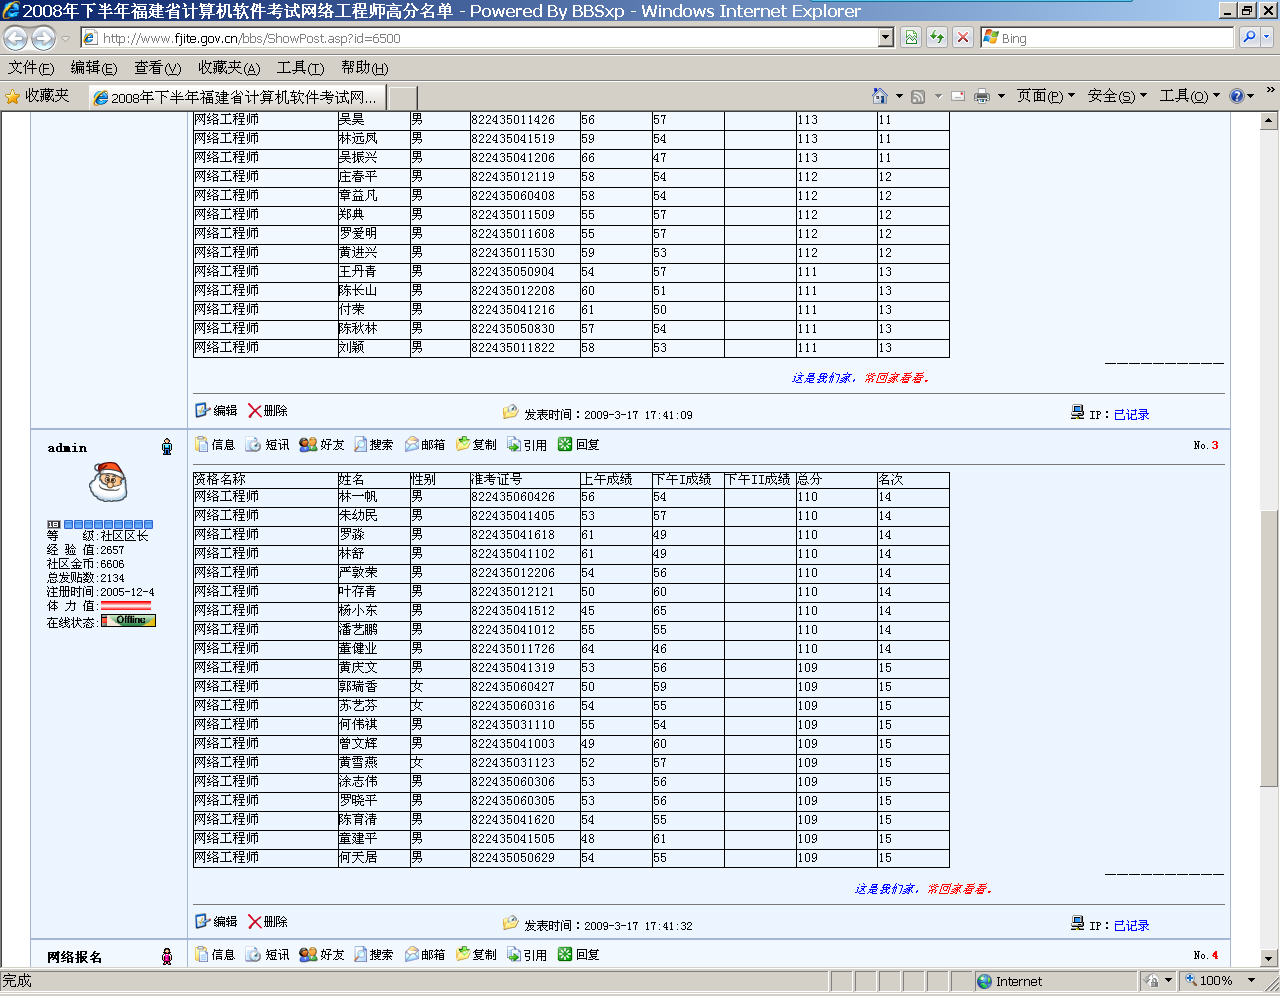 2008年下半年福建省计算机软件考试网络工程师高分名单 - Powered By BBSxp - Windows Internet Explorer
http://www.fjite.gov.cn/bbs/ShowPost.asp?id=6500 Bing
文件(F) 编辑(E) 查看(V) 收藏夹(A) 工具(T) 帮助(H)
收藏夹 2008年下半年福建省计算机软件考试网... 页面(P) 安全(S) 工具(O) »
网络工程师 吴昊 男 822435011426 56 57 113 11
网络工程师 林远凤 男 822435041519 59 54 113 11
网络工程师 吴振兴 男 822435041206 66 47 113 11
网络工程师 庄春平 男 822435012119 58 54 112 12
网络工程师 章益凡 男 822435060408 58 54 112 12
网络工程师 郑典 男 822435011509 55 57 112 12
网络工程师 罗爱明 男 822435011608 55 57 112 12
网络工程师 黄进兴 男 822435011530 59 53 112 12
网络工程师 王丹青 男 822435050904 54 57 111 13
网络工程师 陈长山 男 822435012208 60 51 111 13
网络工程师 付荣 男 822435041216 61 50 111 13
网络工程师 陈秋林 男 822435050830 57 54 111 13
网络工程师 刘颖 男 822435011822 58 53 111 13
这是我们家，常回家看看。
编辑 删除 发表时间：2009-3-17 17:41:09 IP：已记录
admin 信息 短讯 好友 搜索 邮箱 复制 引用 回复 No.3
等 级:社区区长
经 验 值:2657
社区金币:6606
总发贴数:2134
注册时间:2005-12-4
体 力 值:
在线状态: Offline
资格名称 姓名 性别 准考证号 上午成绩 下午I成绩 下午II成绩 总分 名次
网络工程师 林一帆 男 822435060426 56 54 110 14
网络工程师 朱幼民 男 822435041405 53 57 110 14
网络工程师 罗淼 男 822435041618 61 49 110 14
网络工程师 林舒 男 822435041102 61 49 110 14
网络工程师 严敦荣 男 822435012206 54 56 110 14
网络工程师 叶存青 男 822435012121 50 60 110 14
网络工程师 杨小东 男 822435041512 45 65 110 14
网络工程师 潘艺鹏 男 822435041012 55 55 110 14
网络工程师 董健业 男 822435011726 64 46 110 14
网络工程师 黄庆文 男 822435041319 53 56 109 15
网络工程师 郭瑞香 女 822435060427 50 59 109 15
网络工程师 苏艺芬 女 822435060316 54 55 109 15
网络工程师 何伟祺 男 822435031110 55 54 109 15
网络工程师 曾文辉 男 822435041003 49 60 109 15
网络工程师 黄雪燕 女 822435031123 52 57 109 15
网络工程师 涂志伟 男 822435060306 53 56 109 15
网络工程师 罗晓平 男 822435060305 53 56 109 15
网络工程师 陈育清 男 822435041620 54 55 109 15
网络工程师 童建平 男 822435041505 48 61 109 15
网络工程师 何天居 男 822435050629 54 55 109 15
这是我们家，常回家看看。
编辑 删除 发表时间：2009-3-17 17:41:32 IP：已记录
网络报名 信息 短讯 好友 搜索 邮箱 复制 引用 回复 No.4
完成 Internet 100%